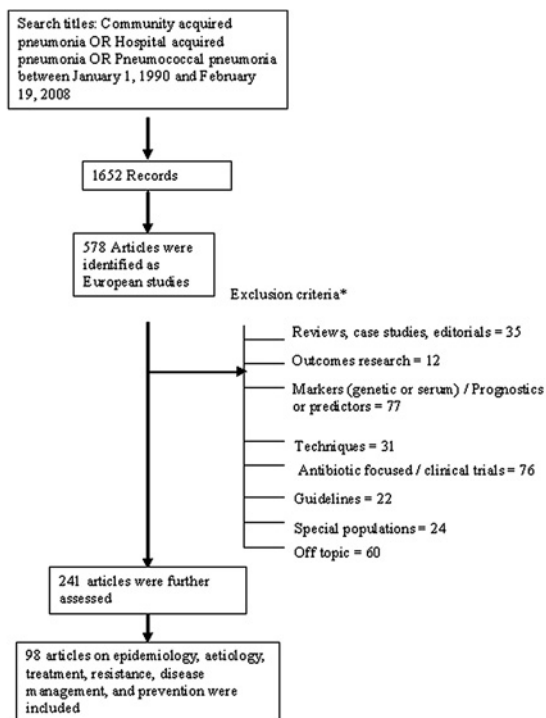 Search titles: Community acquired
pneumonia OR Hospital acquired
pneumonia OR Pneumococcal pneumonia
between January 1, 1990 and February
19, 2008
1652 Records
578 Articles were
identified as
European studies
Exclusion criteria*
Reviews, case studies, editorials = 35
Outcomes research = 12
Markers (genetic or serum) / Prognostics
or predictors = 77
Techniques = 31
Antibiotic focused / clinical trials = 76
Guidelines = 22
Special populations = 24
Off topic = 60
241 articles were further
assessed
98 articles on epidemiology, aetiology,
treatment, resistance, disease
management, and prevention were
included